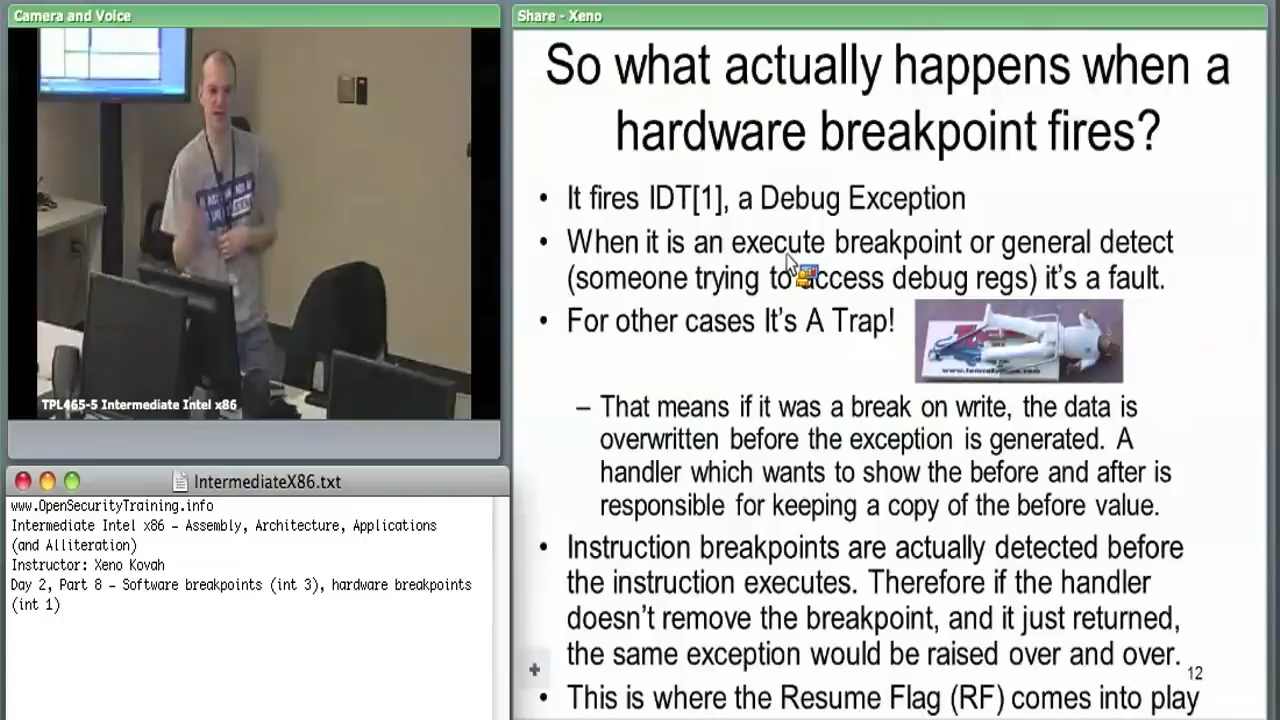 Camera and Voice
TPL465-5 Intermediate Intel x86
IntermediateX86.txt
www.OpenSecurityTraining.info
Intermediate Intel x86 – Assembly, Architecture, Applications
(and Alliteration)
Instructor: Xeno Kovah
Day 2, Part 8 – Software breakpoints (int 3), hardware breakpoints
(int 1)
Share - Xeno
So what actually happens when a
hardware breakpoint fires?
• It fires IDT[1], a Debug Exception
• When it is an execute breakpoint or general detect
(someone trying to access debug regs) it's a fault.
• For other cases It's A Trap!
– That means if it was a break on write, the data is
overwritten before the exception is generated. A
handler which wants to show the before and after is
responsible for keeping a copy of the before value.
• Instruction breakpoints are actually detected before
the instruction executes. Therefore if the handler
doesn't remove the breakpoint, and it just returned,
the same exception would be raised over and over.
12
• This is where the Resume Flag (RF) comes into play